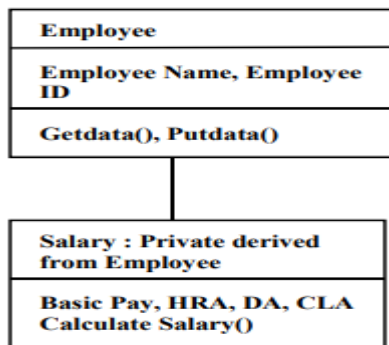 Employee
Employee Name, Employee
ID
Getdata(), Putdata()
Salary : Private derived
from Employee
Basic Pay, HRA, DA, CLA
Calculate Salary()